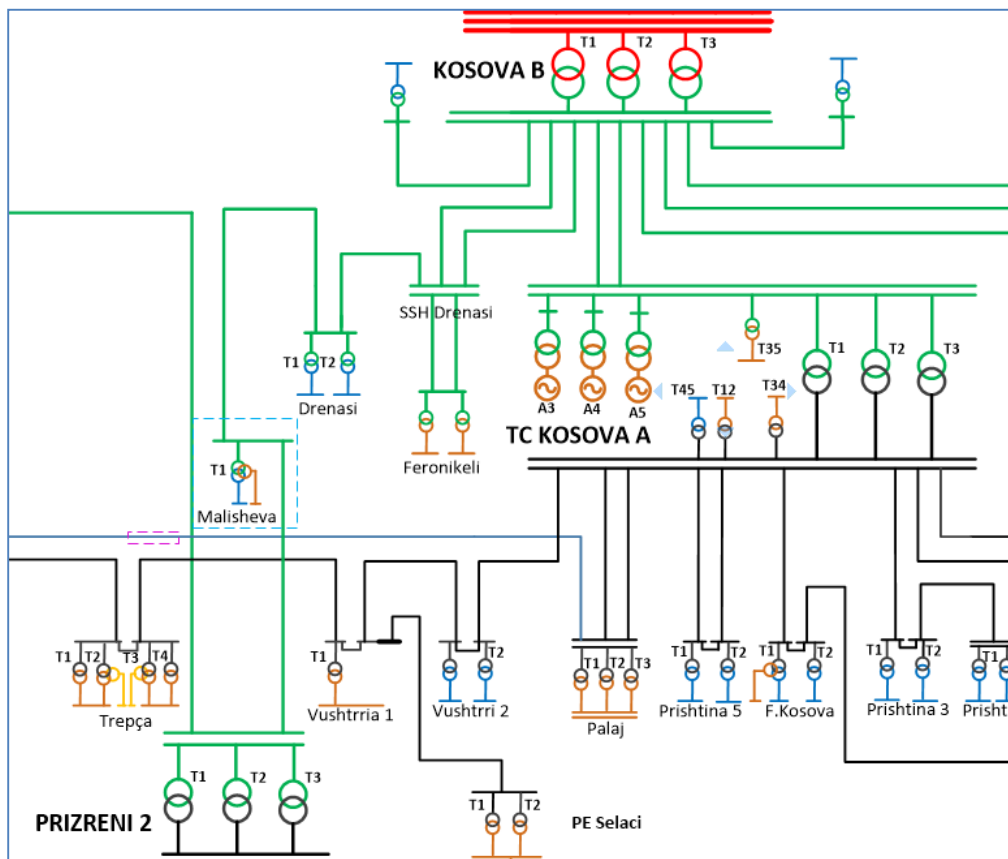 T1 T2 T3
KOSOVA B
SSH Drenasi
T1 T2
Drenasi
T35
T1 T2 T3
T45 T12 T34
A3 A4 A5
TC KOSOVA A
Feronikeli
T1
Malisheva
T1 T2 T3 T4
Trepça
T1
Vushtrria 1
T2
Vushtrri 2
T1 T2 T3
Palaj
T1 T2
Prishtina 5
T1 T2
F.Kosova
T1 T2
Prishtina 3
T1
T1 T2 T3
PRIZRENI 2
T1 T2
PE Selaci